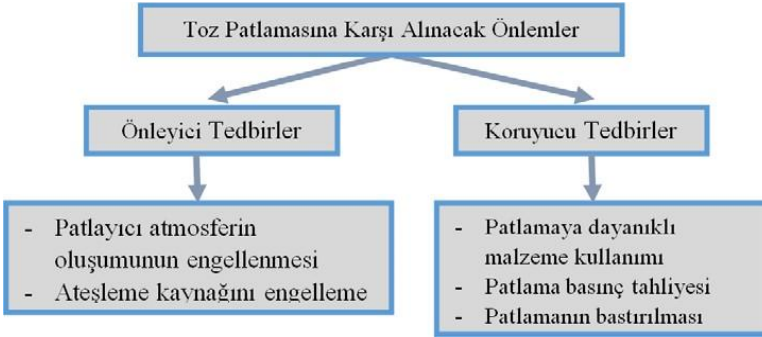 Toz Patlamasına Karşı Alınacak Önlemler
Önleyici Tedbirler
Koruyucu Tedbirler
- Patlayıcı atmosferin
oluşumunun engellenmesi
- Ateşleme kaynağını engelleme
- Patlamaya dayanıklı
malzeme kullanımı
- Patlama basınç tahliyesi
- Patlamanın bastırılması